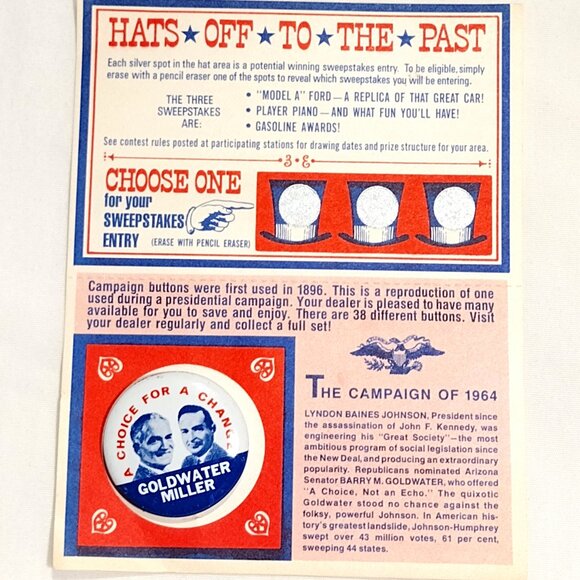 HATS★OFF★TO★THE★PAST
Each silver spot in the hat area is a potential winning sweepstakes entry. To be eligible, simply
erase with a pencil eraser one of the spots to reveal which sweepstakes you will be entering.
THE THREE
SWEEPSTAKES
ARE:
• "MODEL A" FORD—A REPLICA OF THAT GREAT CAR!
• PLAYER PIANO—AND WHAT FUN YOU'LL HAVE!
• GASOLINE AWARDS!
See contest rules posted at participating stations for drawing dates and prize structure for your area.
CHOOSE ONE
for your
SWEEPSTAKES
ENTRY (ERASE WITH PENCIL ERASER)
Campaign buttons were first used in 1896. This is a reproduction of one
used during a presidential campaign. Your dealer is pleased to have many
available for you to save and enjoy. There are 38 different buttons. Visit
your dealer regularly and collect a full set!
A CHOICE FOR A CHANGE
GOLDWATER
MILLER
THE CAMPAIGN OF 1964
LYNDON BAINES JOHNSON, President since
the assassination of John F. Kennedy, was
engineering his "Great Society"—the most
ambitious program of social legislation since
the New Deal, and producing an extraordinary
popularity. Republicans nominated Arizona
Senator BARRY M. GOLDWATER, who offered
"A Choice, Not an Echo." The quixotic
Goldwater stood no chance against the
folksy, powerful Johnson. In American his-
tory's greatest landslide, Johnson-Humphrey
swept over 43 million votes, 61 per cent,
sweeping 44 states.